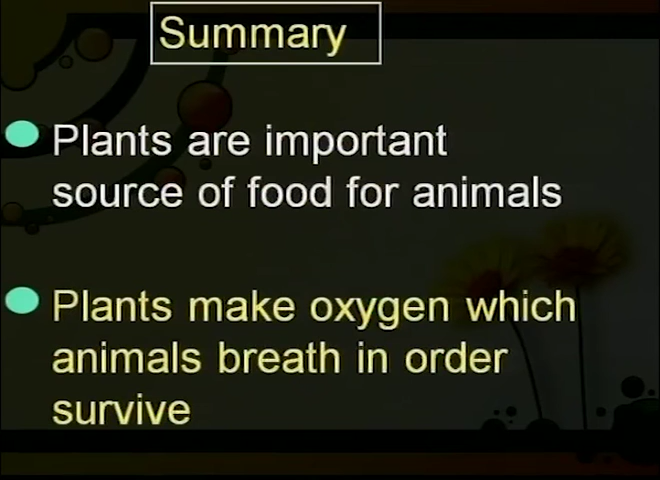 Summary
Plants are important
source of food for animals
Plants make oxygen which
animals breath in order
survive